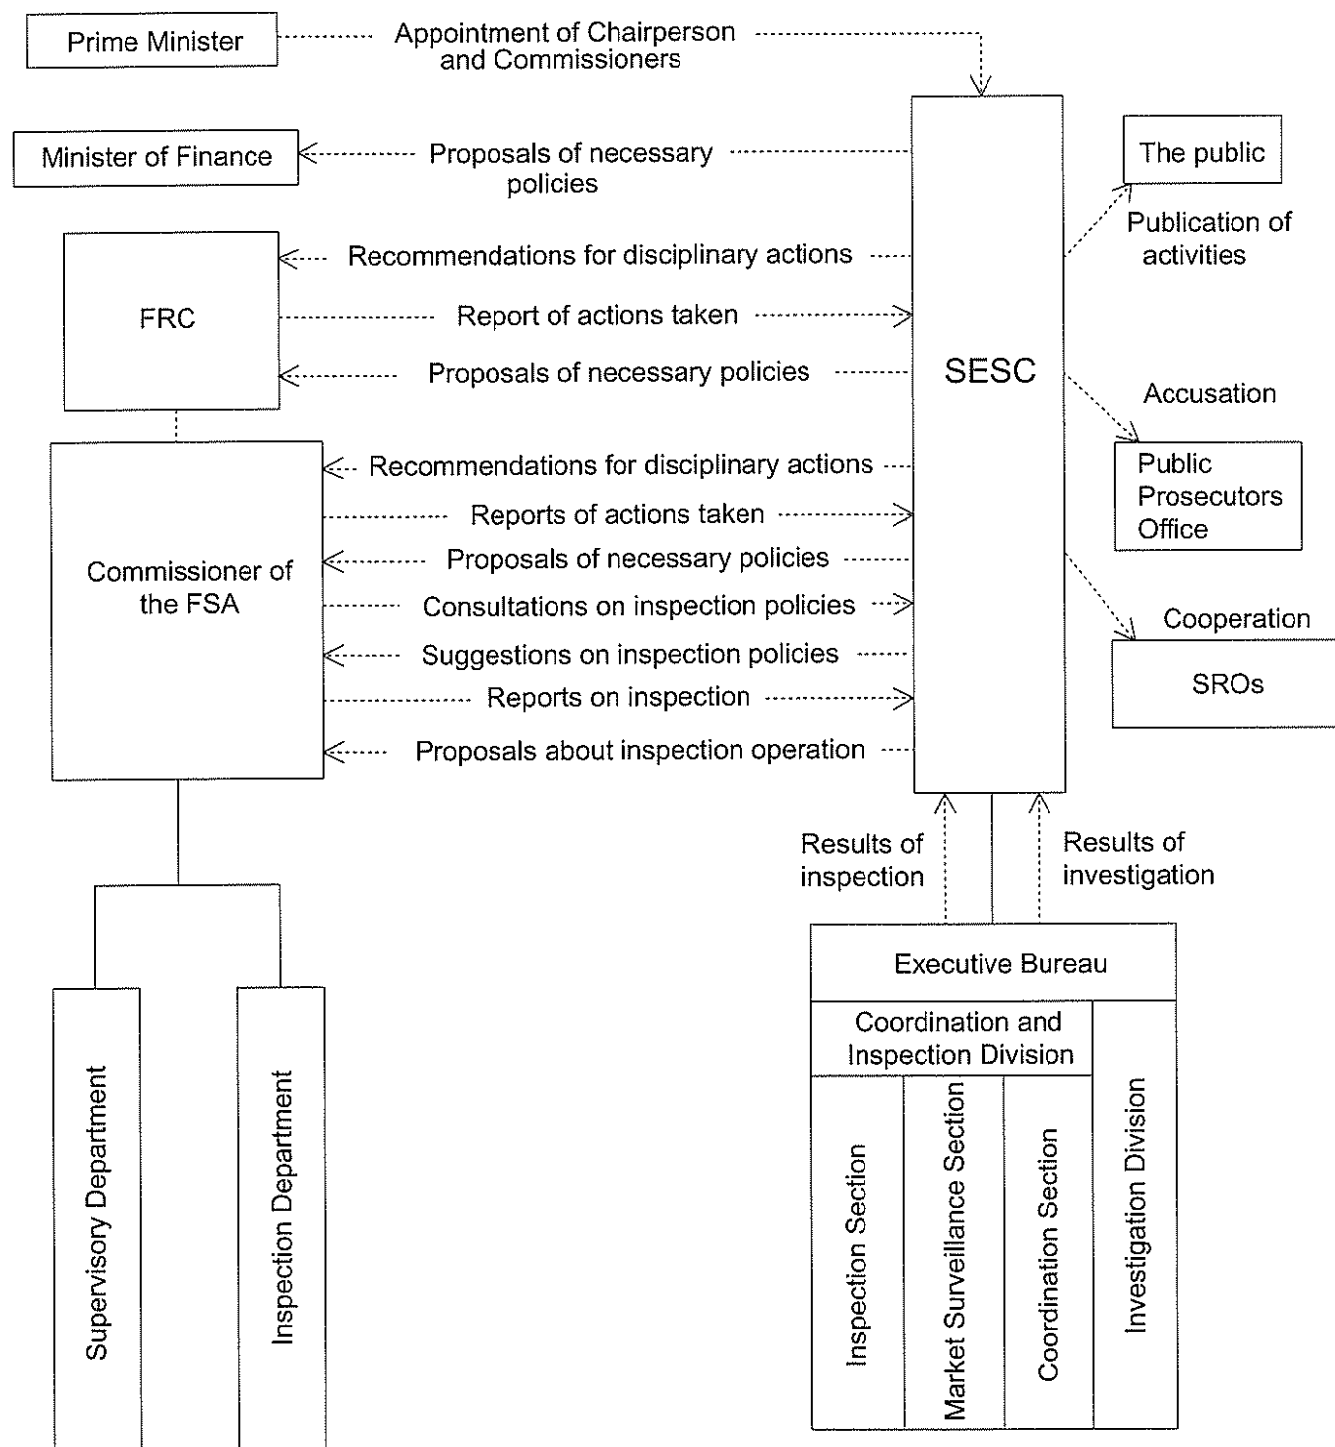 Prime Minister
Appointment of Chairperson
and Commissioners
Minister of Finance
Proposals of necessary
policies
The public
Publication of
activities
FRC
Recommendations for disciplinary actions
Report of actions taken
Proposals of necessary policies
SESC
Accusation
Public
Prosecutors
Office
Commissioner of
the FSA
Recommendations for disciplinary actions
Reports of actions taken
Proposals of necessary policies
Consultations on inspection policies
Suggestions on inspection policies
Reports on inspection
Proposals about inspection operation
Cooperation
SROs
Results of
inspection
Results of
investigation
Executive Bureau
Coordination and
Inspection Division
Supervisory Department
Inspection Department
Inspection Section
Market Surveillance Section
Coordination Section
Investigation Division